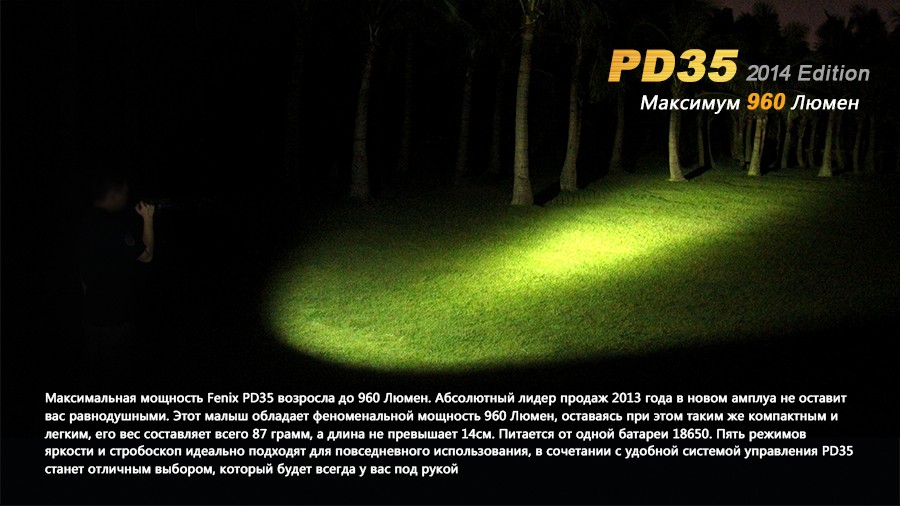 PD35 2014 Edition
Максимум 960 Люмен
Максимальная мощность Fenix PD35 возросла до 960 Люмен. Абсолютный лидер продаж 2013 года в новом амплуа не оставит
вас равнодушными. Этот малыш обладает феноменальной мощность 960 Люмен, оставаясь при этом таким же компактным и
легким, его вес составляет всего 87 грамм, а длина не превышает 14см. Питается от одной батареи 18650. Пять режимов
яркости и стробоскоп идеально подходят для повседневного использования, в сочетании с удобной системой управления PD35
станет отличным выбором, который будет всегда у вас под рукой